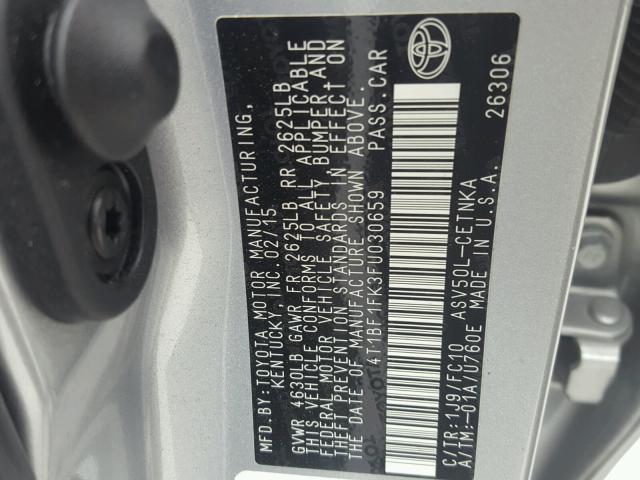 MFD.BY:TOYOTA MOTOR MANUFACTURING,
KENTUCKY, INC.02/15
GVWR 4630LB GAWR FR 2625LB RR 2625LB
THIS VEHICLE CONFORMS TO ALL APPLICABLE
FEDERAL MOTOR VEHICLE SAFETY, BUMPER,AND
THEFT PREVENTION STANDARDS IN EFFECT ON
THE DATE OF MANUFACTURE SHOWN ABOVE.
4T1BF1FK3FU030659 PASS.CAR
C/TR:1J9/FC10 ASV50L-CETNKA
A/TM:-01A/U760E MADE IN U.S.A.
26306